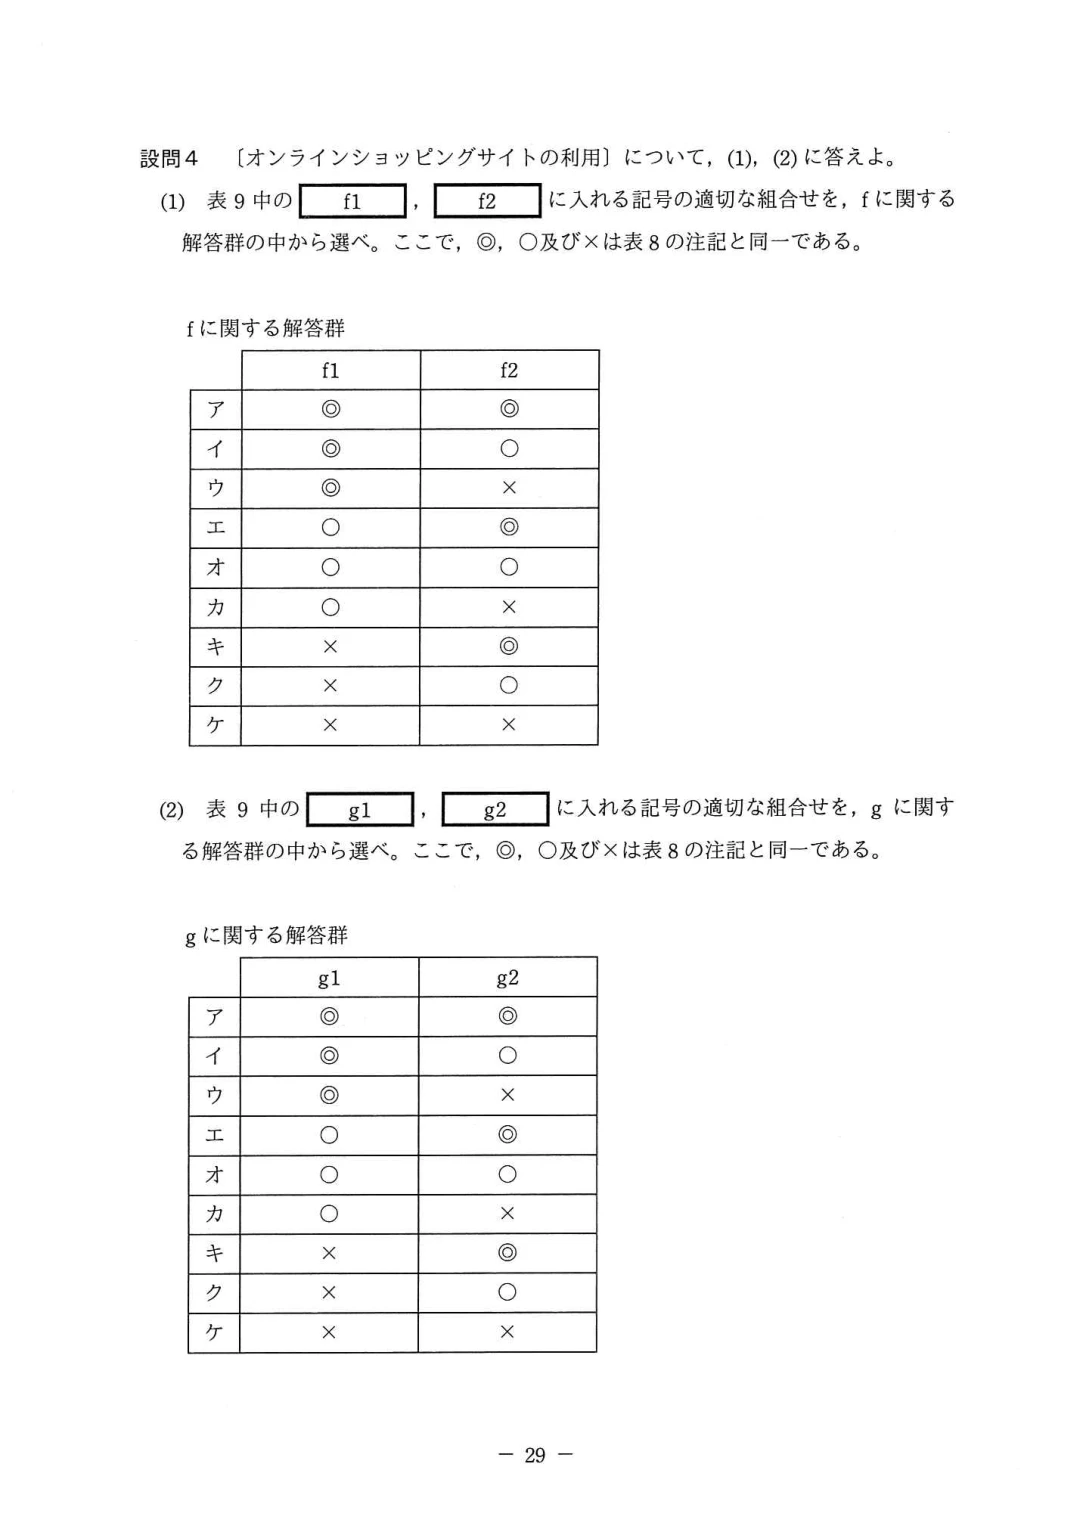 設問4 〔オンラインショッピングサイトの利用〕について，(1)，(2)に答えよ。
(1) 表9中の f1 ， f2 に入れる記号の適切な組合せを，fに関する
解答群の中から選べ。ここで，◎，○及び×は表8の注記と同一である。
fに関する解答群
f1 f2
ア ◎ ◎
イ ◎ ○
ウ ◎ ×
エ ○ ◎
オ ○ ○
カ ○ ×
キ × ◎
ク × ○
ケ × ×
(2) 表9中の g1 ， g2 に入れる記号の適切な組合せを，gに関す
る解答群の中から選べ。ここで，◎，○及び×は表8の注記と同一である。
gに関する解答群
g1 g2
ア ◎ ◎
イ ◎ ○
ウ ◎ ×
エ ○ ◎
オ ○ ○
カ ○ ×
キ × ◎
ク × ○
ケ × ×
－ 29 －